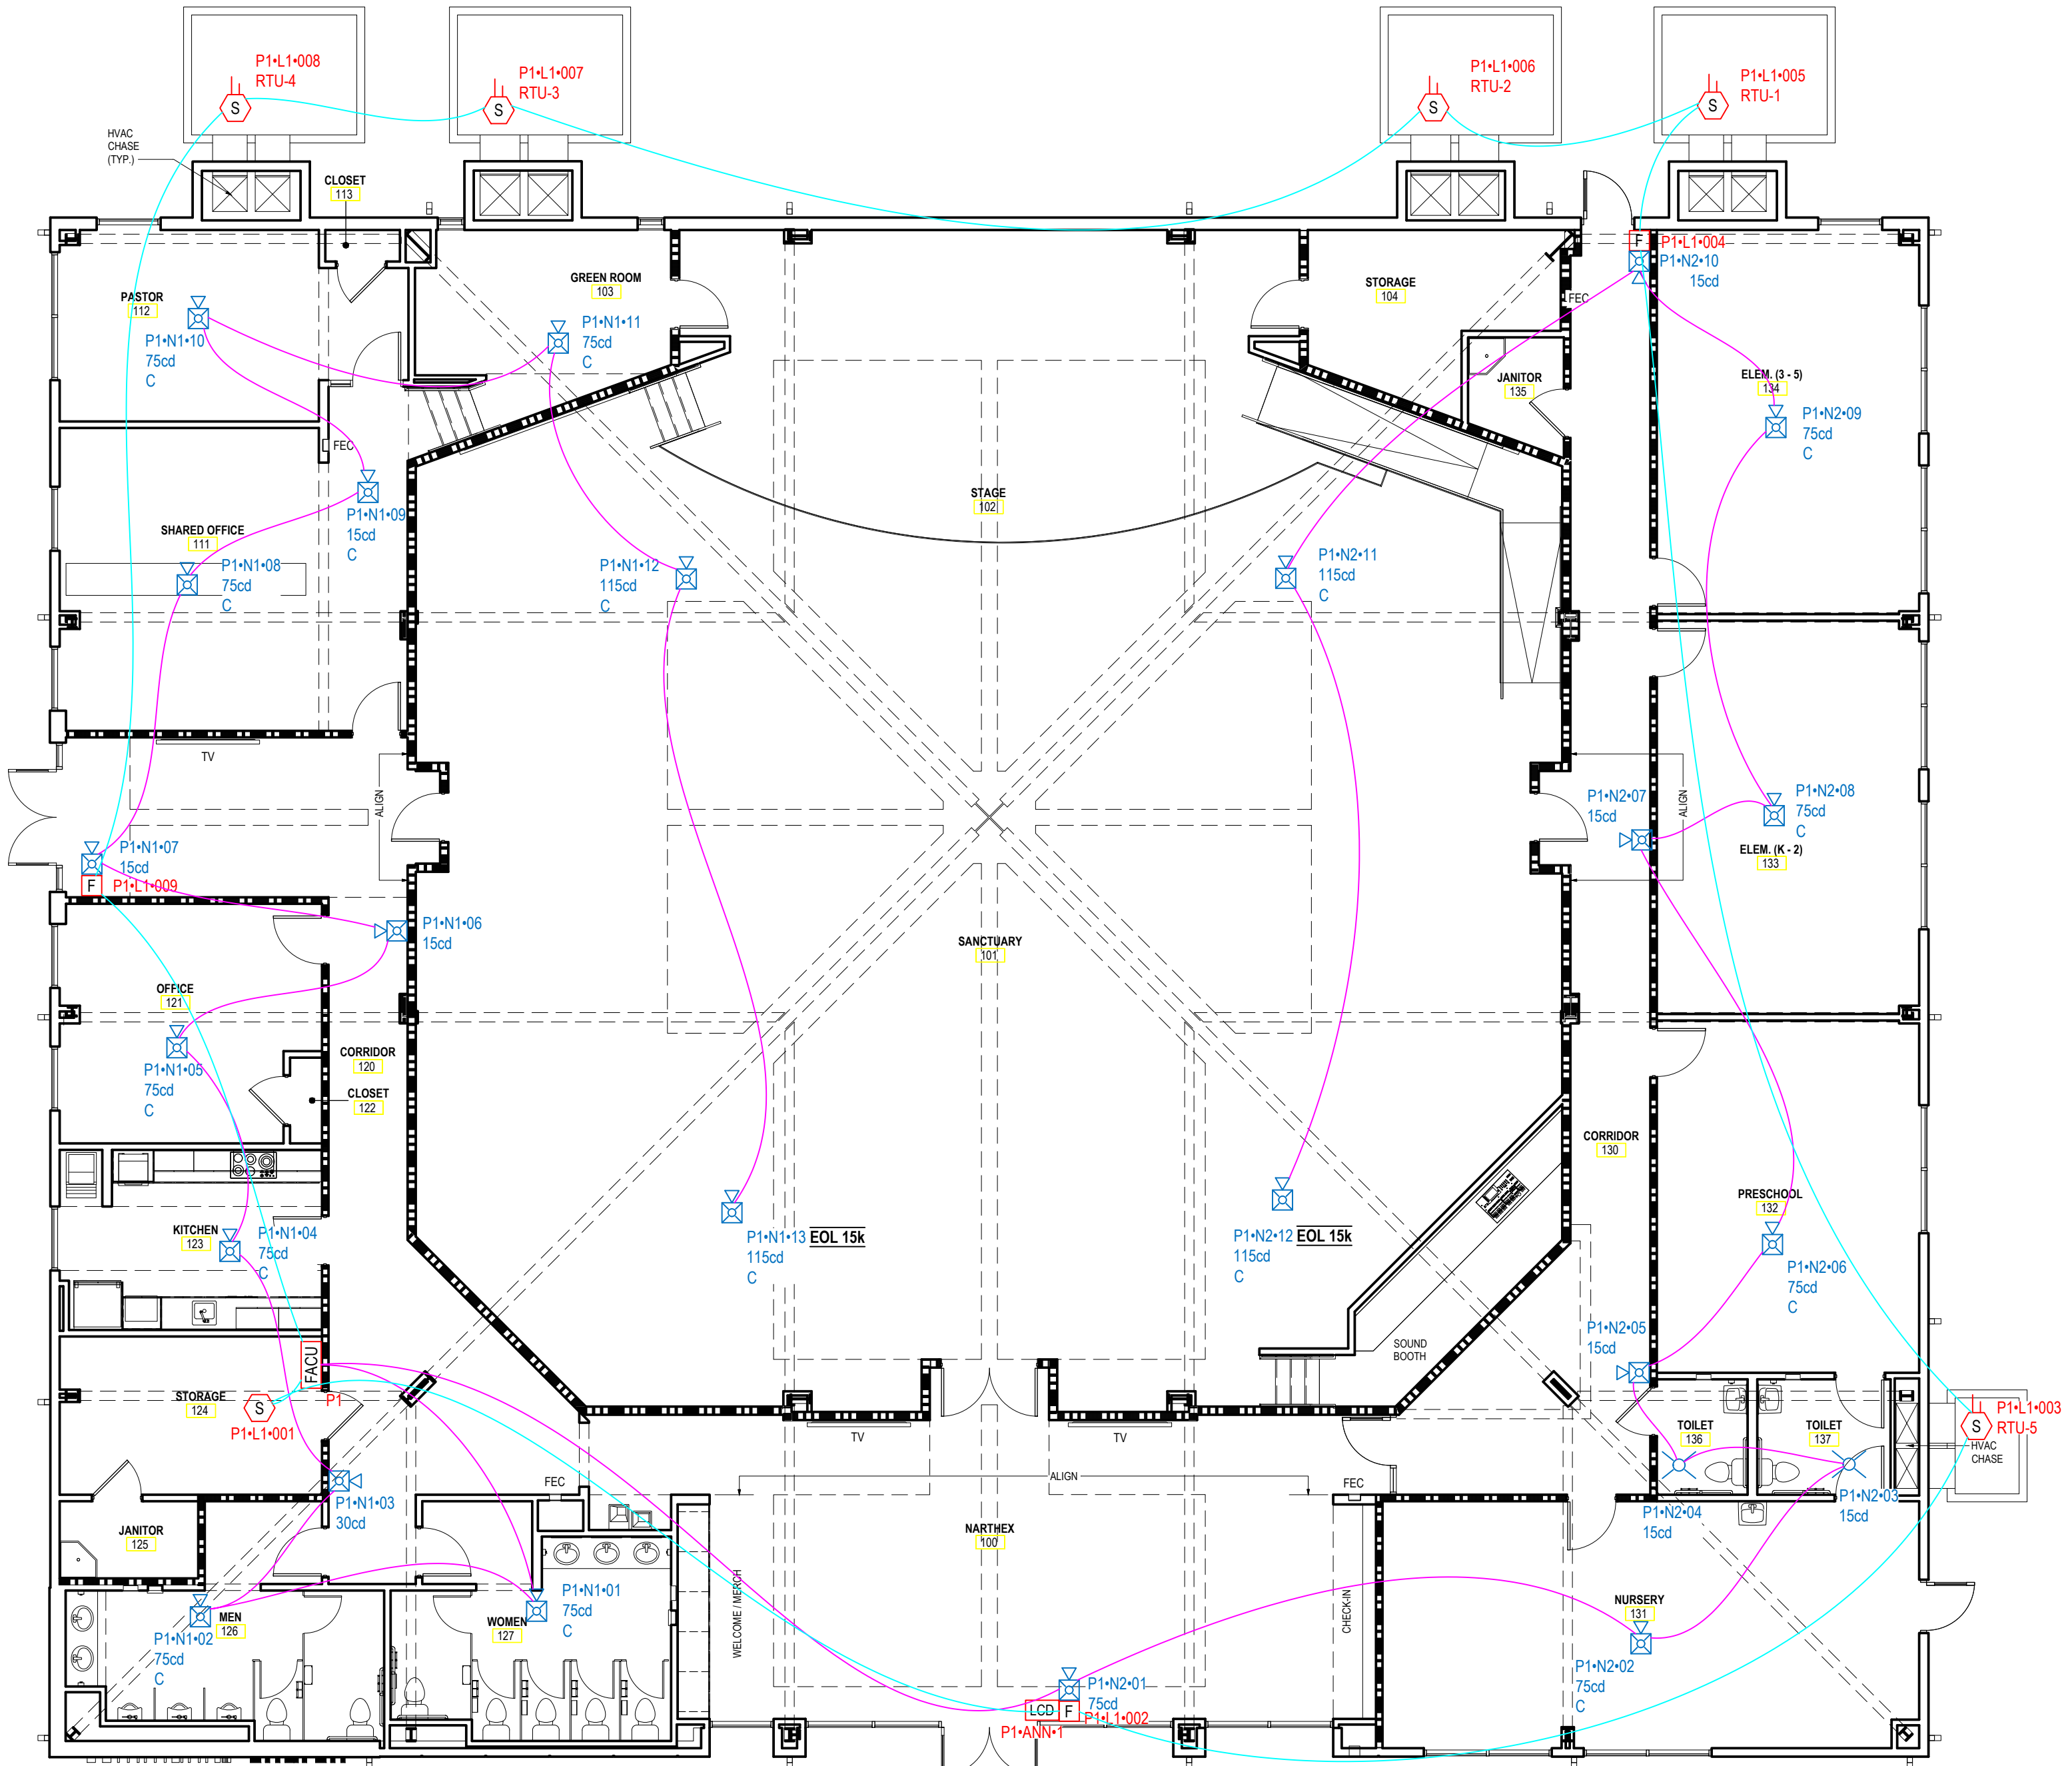 P1•L1•008
RTU-4
S
P1•L1•007
RTU-3
S
P1•L1•006
RTU-2
S
P1•L1•005
RTU-1
S
HVAC
CHASE
(TYP.)
CLOSET
113
PASTOR
112
P1•N1•10
75cd
C
GREEN ROOM
103
P1•N1•11
75cd
C
STORAGE
104
FEC
F
P1•L1•004
P1•N2•10
15cd
JANITOR
135
ELEM. (3 - 5)
134
P1•N2•09
75cd
C
FEC
P1•N1•09
15cd
C
SHARED OFFICE
111
P1•N1•08
75cd
C
STAGE
102
P1•N1•12
115cd
C
P1•N2•11
115cd
C
TV
ALIGN
P1•N1•07
15cd
F
P1•L1•009
P1•N1•06
15cd
P1•N2•07
15cd
ALIGN
P1•N2•08
75cd
C
ELEM. (K - 2)
133
SANCTUARY
101
OFFICE
121
P1•N1•05
75cd
C
CORRIDOR
120
CLOSET
122
CORRIDOR
130
PRESCHOOL
132
P1•N2•06
75cd
C
KITCHEN
123
P1•N1•04
75cd
C
P1•N1•13
115cd
C
EOL 15k
P1•N2•12
115cd
C
EOL 15k
SOUND
BOOTH
P1•N2•05
15cd
FACU
P1
STORAGE
124
S
P1•L1•001
TV
TV
ALIGN
FEC
FEC
TOILET
136
TOILET
137
P1•L1•003
RTU-5
S
HVAC
CHASE
P1•N1•03
30cd
P1•N2•04
15cd
P1•N2•03
15cd
JANITOR
125
NARTHEX
100
WELCOME / MERCH
CHECK-IN
MEN
126
P1•N1•02
75cd
C
WOMEN
127
P1•N1•01
75cd
C
NURSERY
131
P1•N2•02
75cd
C
P1•N2•01
75cd
LCD
F
P1•L1•002
P1•ANN•1